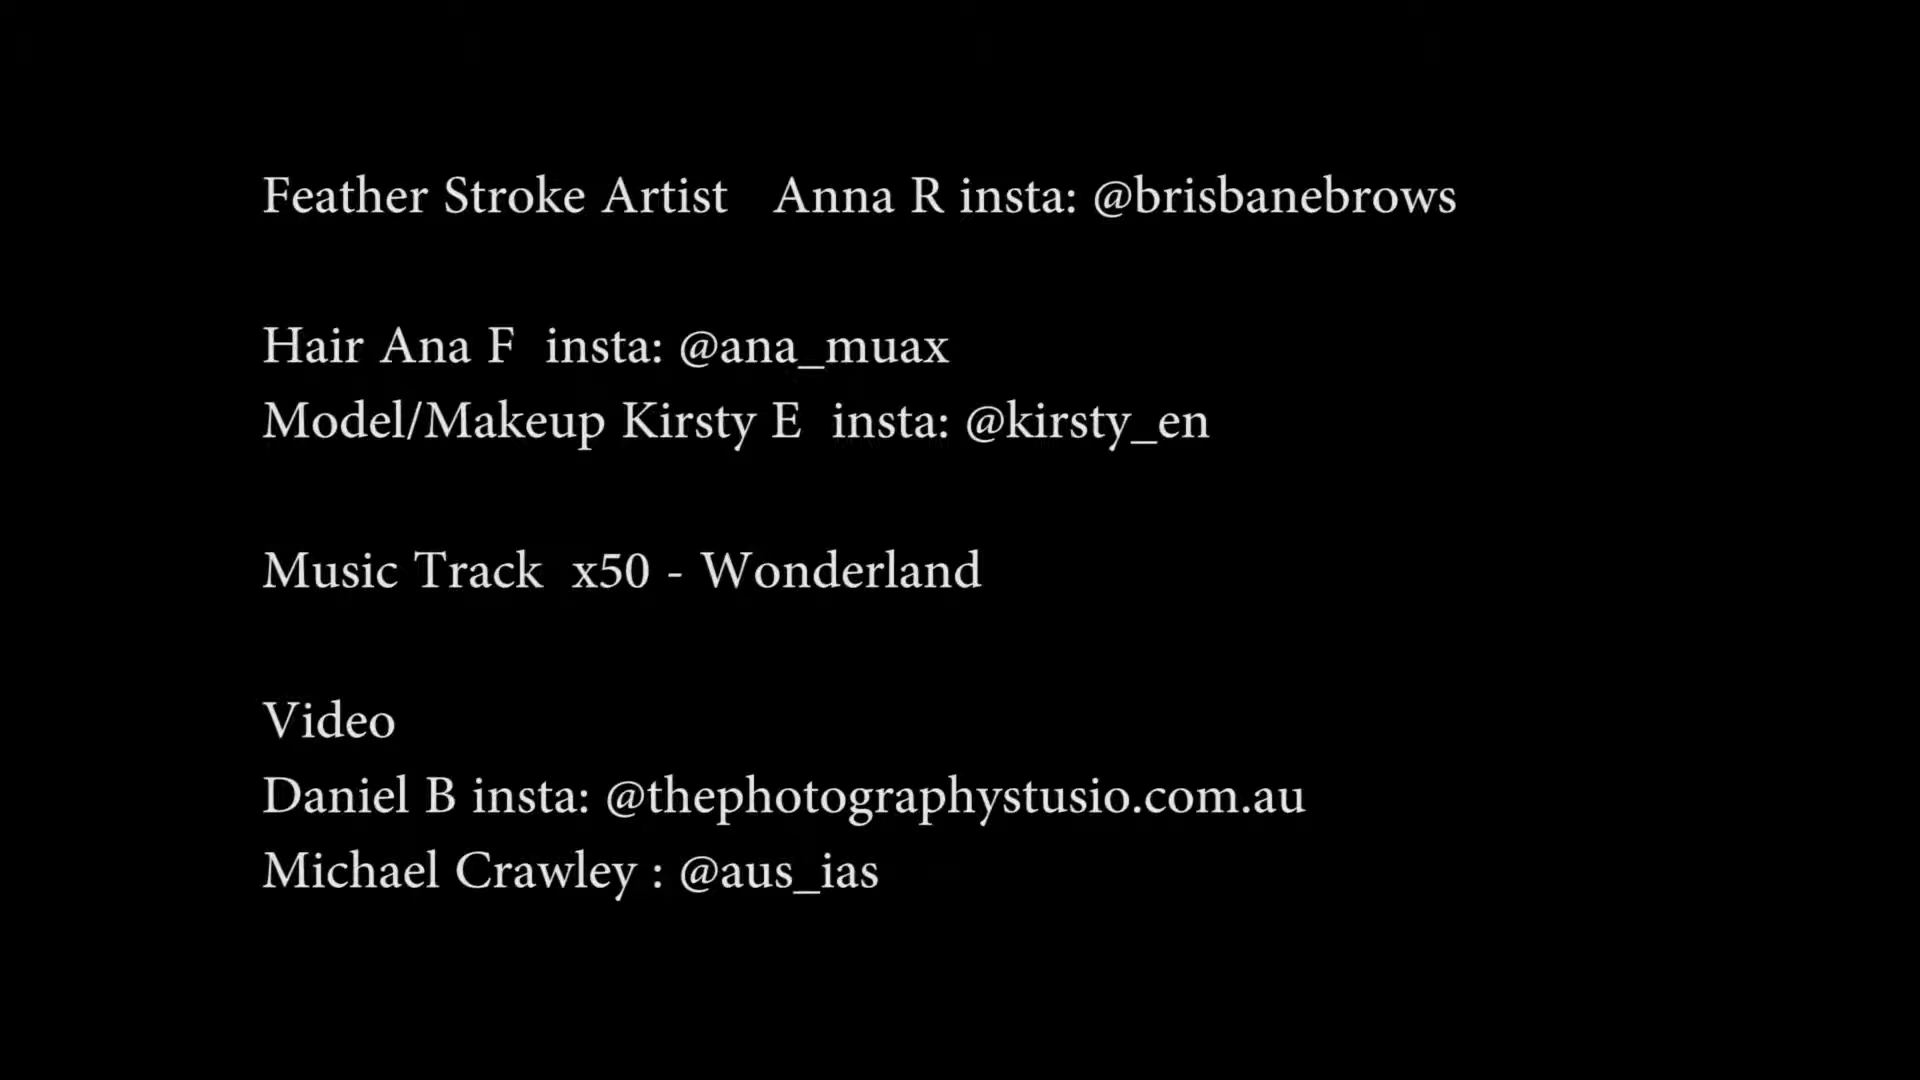 Feather Stroke Artist   Anna R insta: @brisbanebrows
Hair Ana F  insta: @ana_muax
Model/Makeup Kirsty E  insta: @kirsty_en
Music Track  x50 - Wonderland
Video
Daniel B insta: @thephotographystusio.com.au
Michael Crawley : @aus_ias